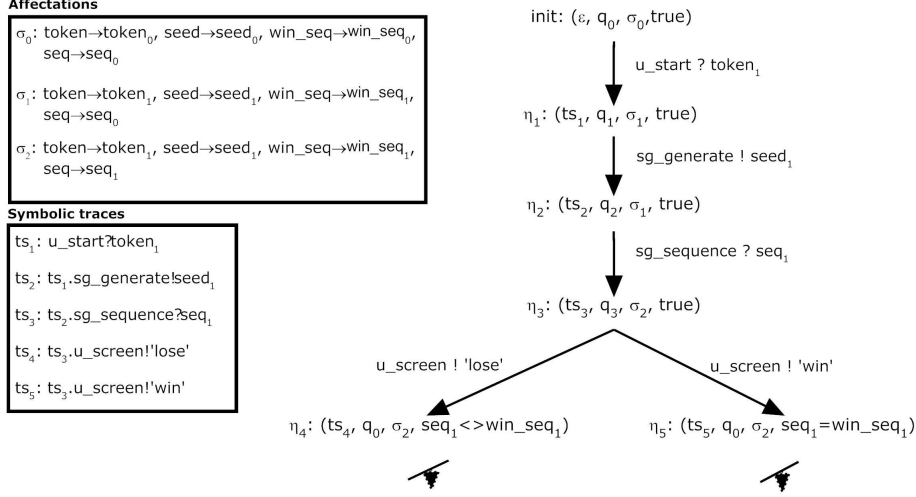 Affectations
σ₀: token→token₀, seed→seed₀, win_seq→win_seq₀,
seq→seq₀
σ₁: token→token₁, seed→seed₁, win_seq→win_seq₁,
seq→seq₀
σ₂: token→token₁, seed→seed₁, win_seq→win_seq₁,
seq→seq₁
Symbolic traces
ts₁: u_start?token₁
ts₂: ts₁.sg_generate!seed₁
ts₃: ts₂.sg_sequence?seq₁
ts₄: ts₃.u_screen!'lose'
ts₅: ts₃.u_screen!'win'
init: (ε, q₀, σ₀,true)
u_start ? token₁
η₁: (ts₁, q₁, σ₁, true)
sg_generate ! seed₁
η₂: (ts₂, q₂, σ₁, true)
sg_sequence ? seq₁
η₃: (ts₃, q₃, σ₂, true)
u_screen ! 'lose'
u_screen ! 'win'
η₄: (ts₄, q₀, σ₂, seq₁<>win_seq₁)
η₅: (ts₅, q₀, σ₂, seq₁=win_seq₁)